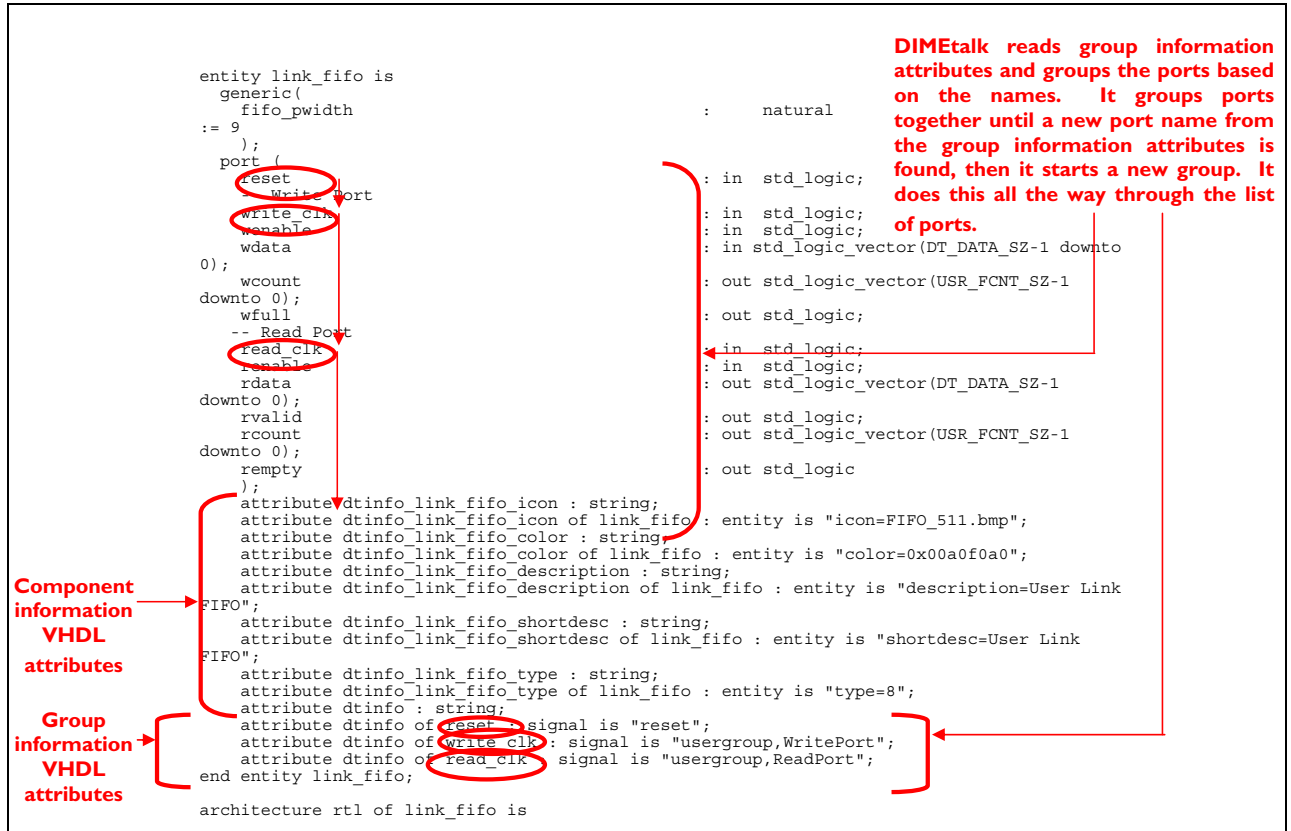 DIMEtalk reads group information
attributes and groups the ports based
on the names. It groups ports
together until a new port name from
the group information attributes is
found, then it starts a new group. It
does this all the way through the list
of ports.
entity link_fifo is
generic(
fifo_pwidth : natural
:= 9
);
port (
reset : in std_logic;
-- Write Port
write_clk : in std_logic;
wenable : in std_logic;
wdata : in std_logic_vector(DT_DATA_SZ-1 downto
0);
wcount : out std_logic_vector(USR_FCNT_SZ-1
downto 0);
wfull : out std_logic;
-- Read Port
read_clk : in std_logic;
renable : in std_logic;
rdata : out std_logic_vector(DT_DATA_SZ-1
downto 0);
rvalid : out std_logic;
rcount : out std_logic_vector(USR_FCNT_SZ-1
downto 0);
rempty : out std_logic
);
attribute dtinfo_link_fifo_icon : string;
attribute dtinfo_link_fifo_icon of link_fifo : entity is "icon=FIFO_511.bmp";
attribute dtinfo_link_fifo_color : string;
attribute dtinfo_link_fifo_color of link_fifo : entity is "color=0x00a0f0a0";
attribute dtinfo_link_fifo_description : string;
attribute dtinfo_link_fifo_description of link_fifo : entity is "description=User Link
FIFO";
attribute dtinfo_link_fifo_shortdesc : string;
attribute dtinfo_link_fifo_shortdesc of link_fifo : entity is "shortdesc=User Link
FIFO";
attribute dtinfo_link_fifo_type : string;
attribute dtinfo_link_fifo_type of link_fifo : entity is "type=8";
attribute dtinfo : string;
attribute dtinfo of reset : signal is "reset";
attribute dtinfo of write_clk : signal is "usergroup,WritePort";
attribute dtinfo of read_clk : signal is "usergroup,ReadPort";
end entity link_fifo;
architecture rtl of link_fifo is
Component
information
VHDL
attributes
Group
information
VHDL
attributes